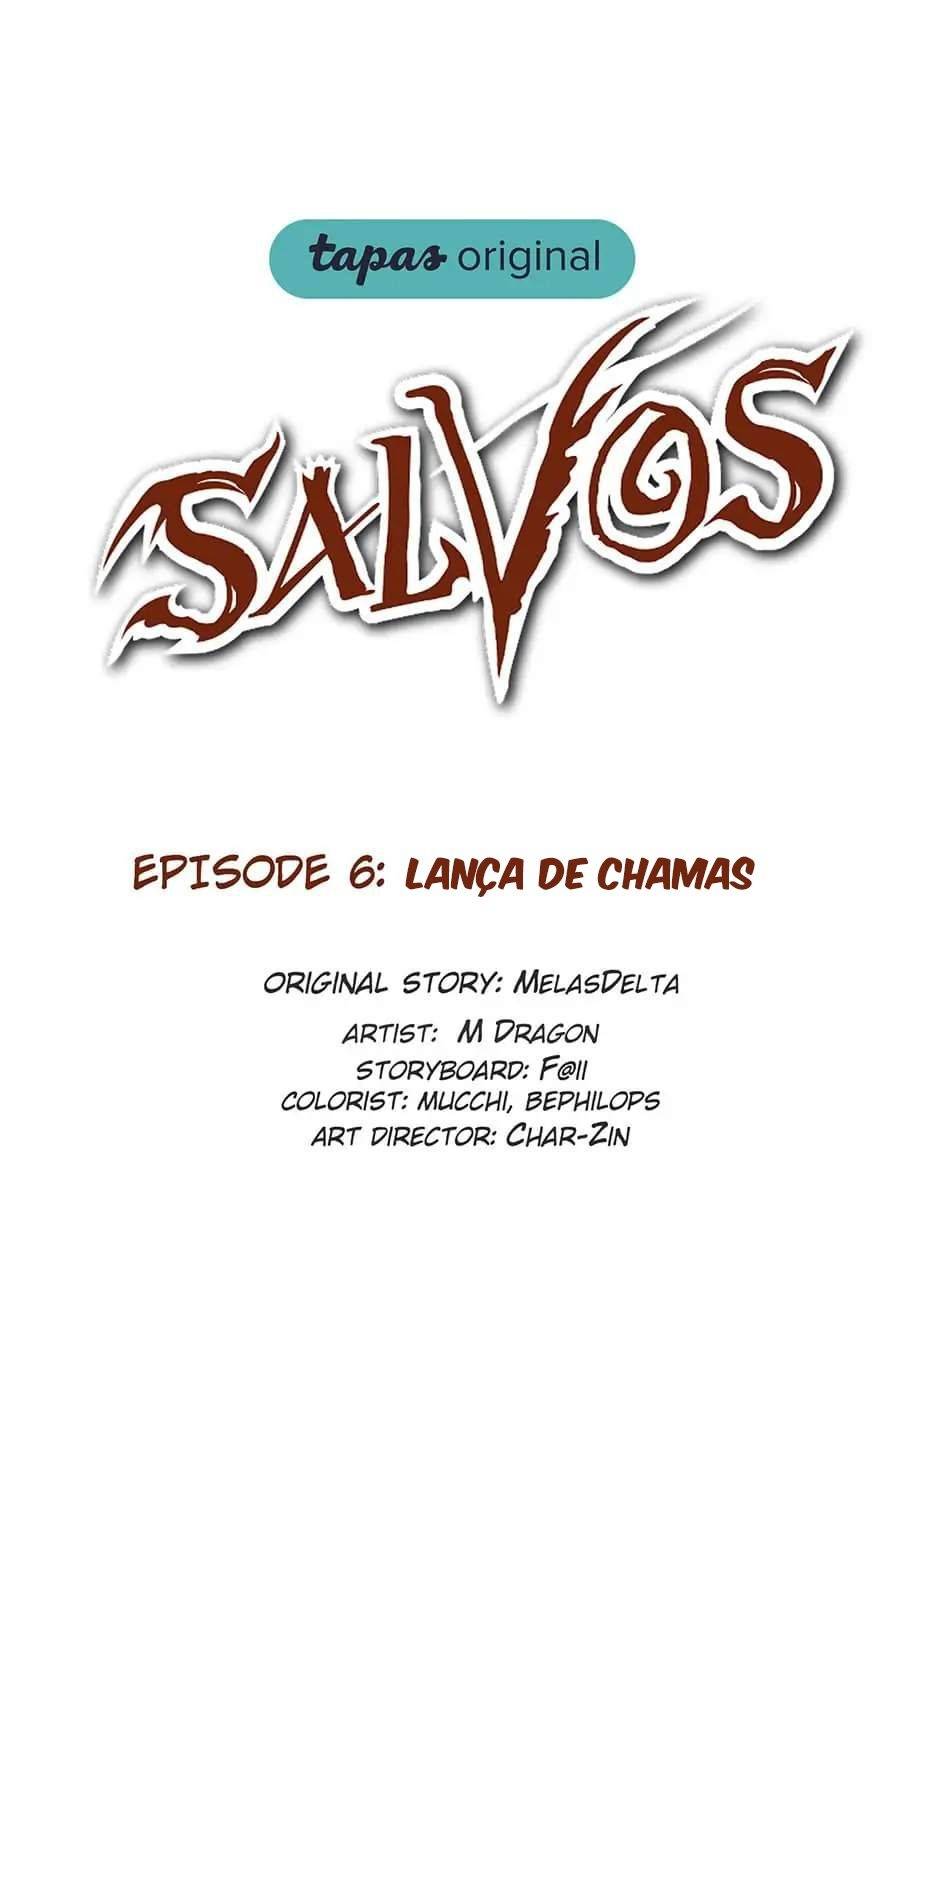 tapas original
SALVOS
EPISODE 6: LANÇA DE CHAMAS
ORIGINAL STORY: MELASDELTA
ARTIST: M DRAGON
STORYBOARD: F@II
COLORIST: MUCCHI, BEPHILOPS
ART DIRECTOR: CHAR-ZIN